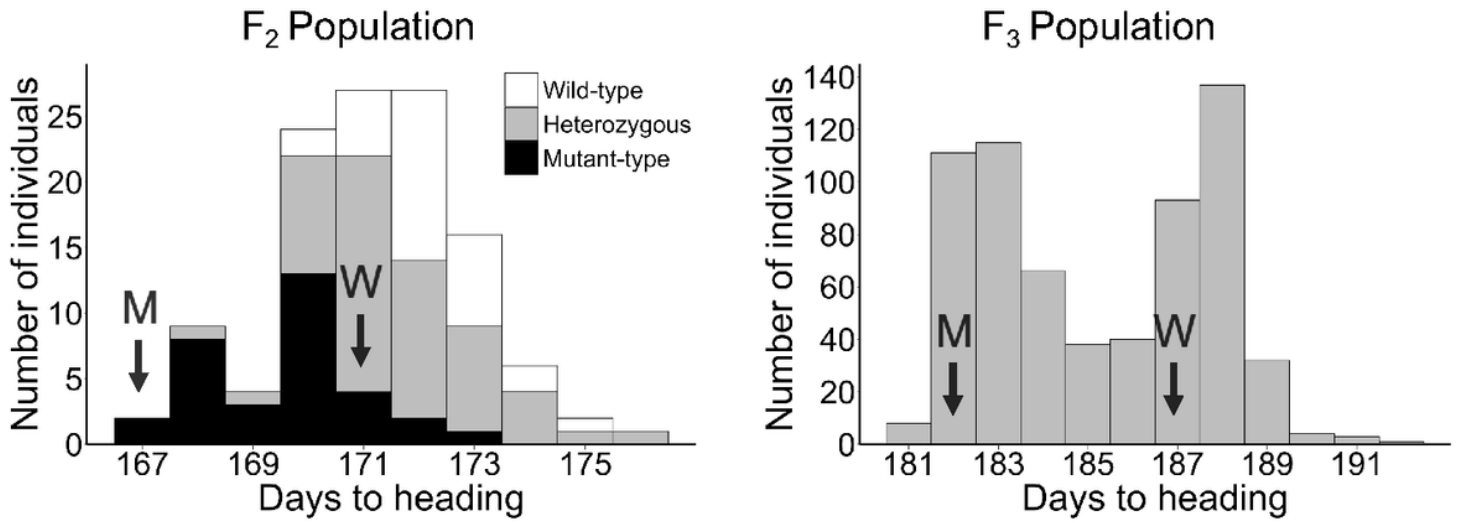 F₂ Population
Number of individuals
25
20
15
10
5
0
Wild-type
Heterozygous
Mutant-type
M
W
167 169 171 173 175
Days to heading
F₃ Population
Number of individuals
140
120
100
80
60
40
20
0
M
W
181 183 185 187 189 191
Days to heading